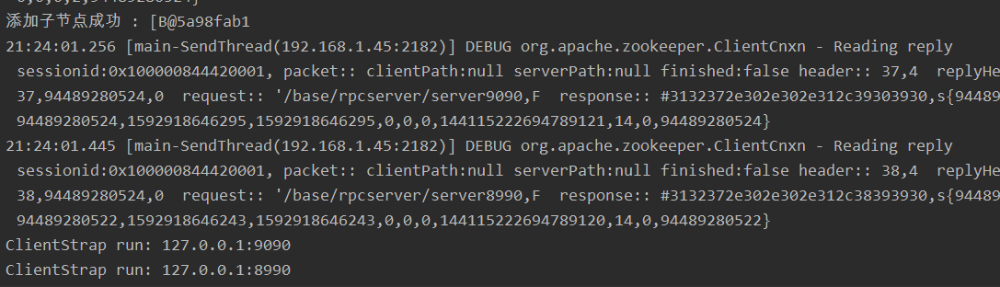 0,0,0,2,94489280524}
添加子节点成功 : [B@5a98fab1
21:24:01.256 [main-SendThread(192.168.1.45:2182)] DEBUG org.apache.zookeeper.ClientCnxn - Reading reply
sessionid:0x100000844420001, packet:: clientPath:null serverPath:null finished:false header:: 37,4  replyHe
37,94489280524,0  request:: '/base/rpcserver/server9090,F  response:: #3132372e302e302e312c39303930,s{94489
94489280524,1592918646295,1592918646295,0,0,0,144115222694789121,14,0,94489280524}
21:24:01.445 [main-SendThread(192.168.1.45:2182)] DEBUG org.apache.zookeeper.ClientCnxn - Reading reply
sessionid:0x100000844420001, packet:: clientPath:null serverPath:null finished:false header:: 38,4  replyHe
38,94489280524,0  request:: '/base/rpcserver/server8990,F  response:: #3132372e302e302e312c38393930,s{94489
94489280522,1592918646243,1592918646243,0,0,0,144115222694789120,14,0,94489280522}
ClientStrap run: 127.0.0.1:9090
ClientStrap run: 127.0.0.1:8990